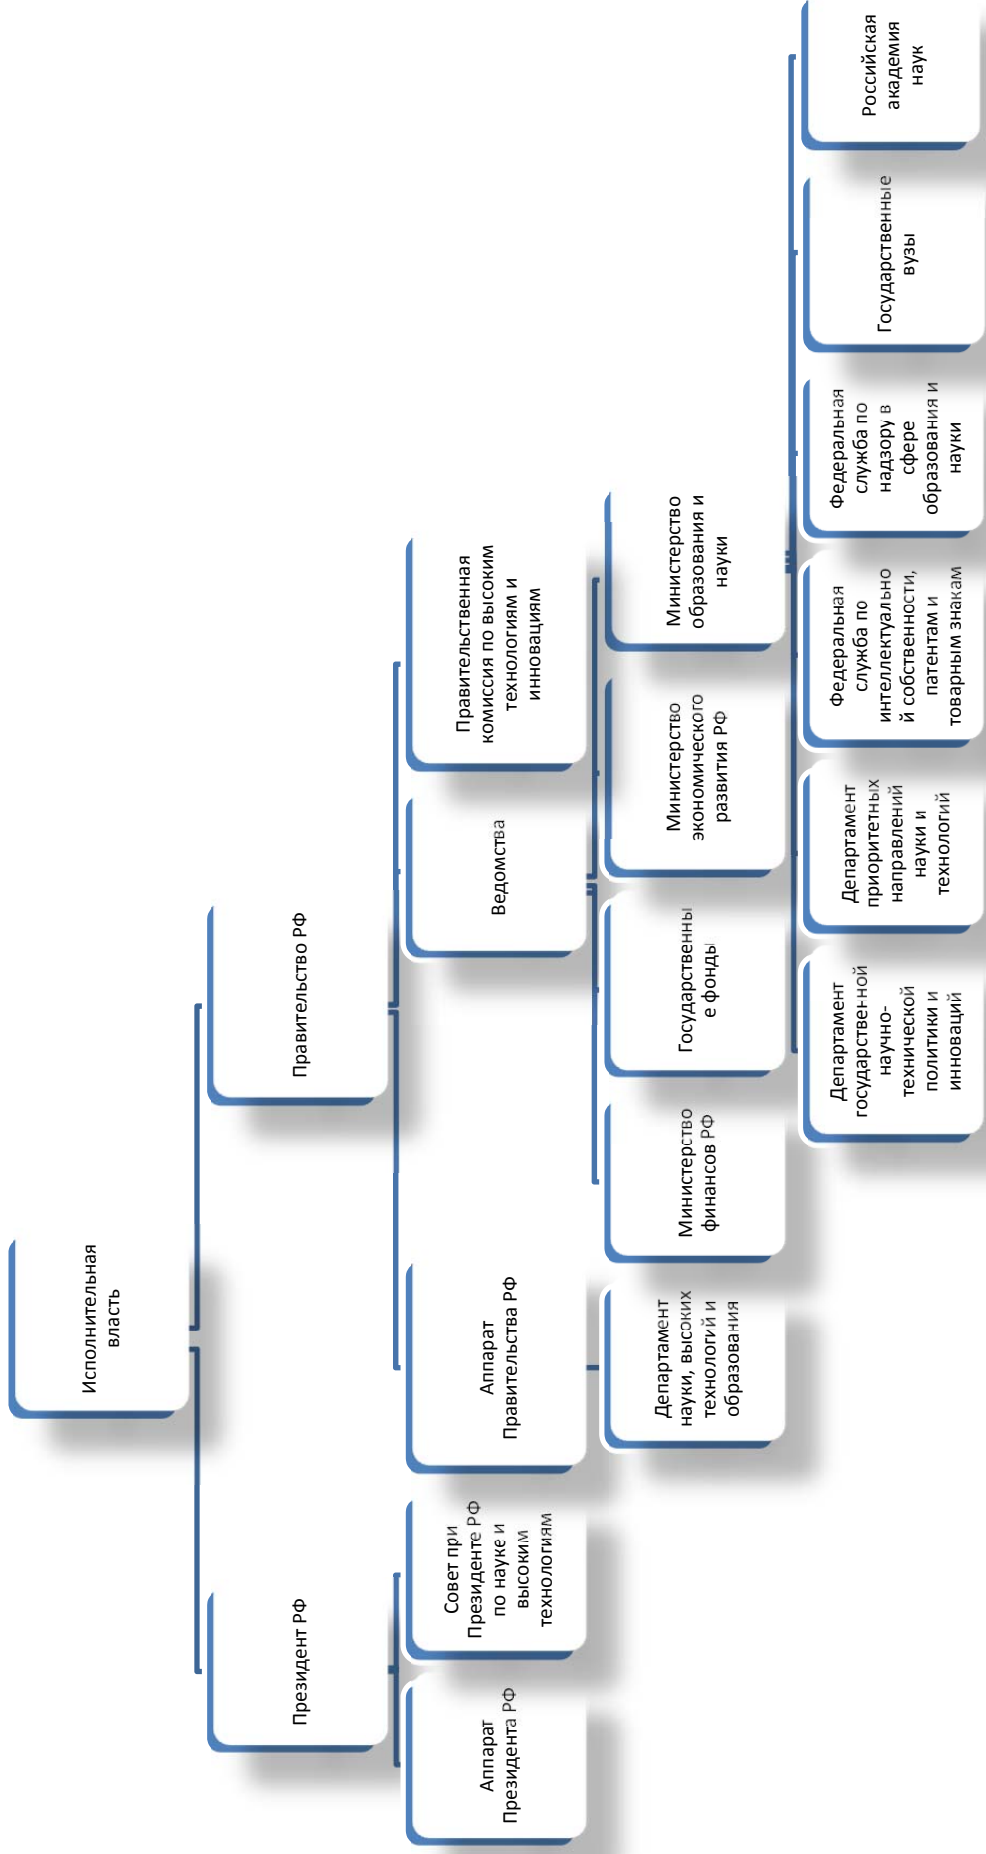 Исполнительная
власть
Президент РФ
Правительство РФ
Аппарат
Президента РФ
Совет при
Президенте РФ
по науке и
высоким
технологиям
Аппарат
Правительства РФ
Ведомства
Правительственная
комиссия по высоким
технологиям и
инновациям
Департамент
науки, высоких
технологий и
образования
Министерство
финансов РФ
Государственны
е фонды
Министерство
экономического
развития РФ
Министерство
образования и
науки
Департамент
государственной
научно-
технической
политики и
инноваций
Департамент
приоритетных
направлений
науки и
технологий
Федеральная
служба по
интеллектуально
й собственности,
патентам и
товарным знакам
Федеральная
служба по
надзору в
сфере
образования и
науки
Государственные
вузы
Российская
академия
наук